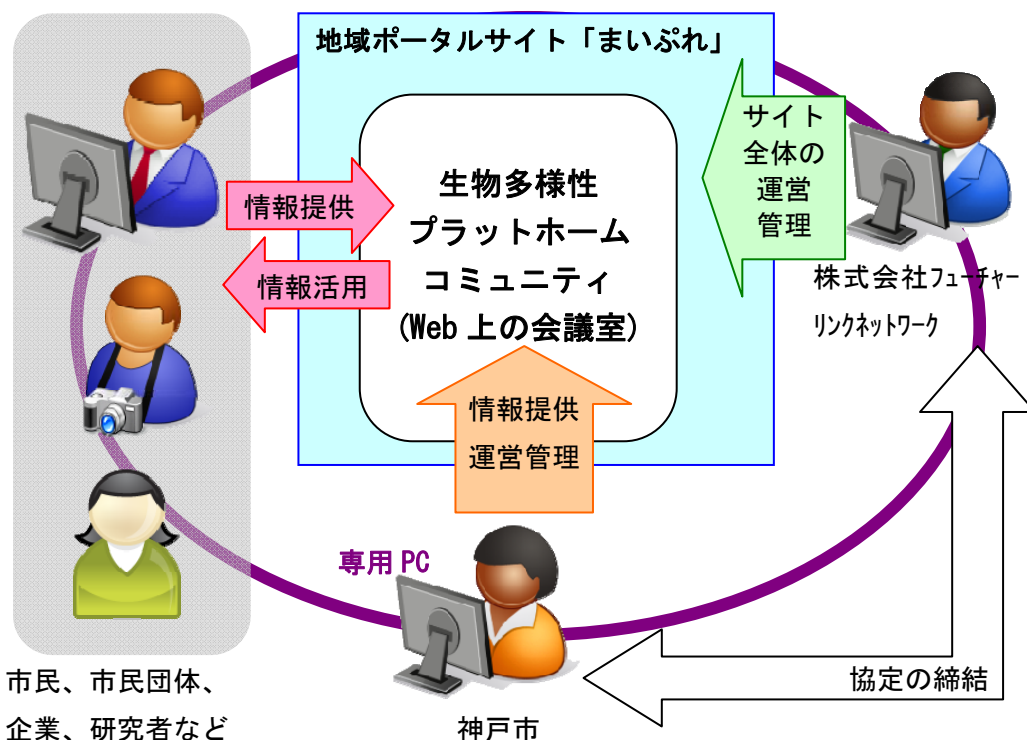 地域ポータルサイト「まいぷれ」
サイト
全体の
運営
管理
生物多様性
プラットホーム
コミュニティ
(Web 上の会議室)
情報提供
情報活用
株式会社フューチャー
リンクネットワーク
情報提供
運営管理
専用 PC
協定の締結
市民、市民団体、
企業、研究者など
神戸市